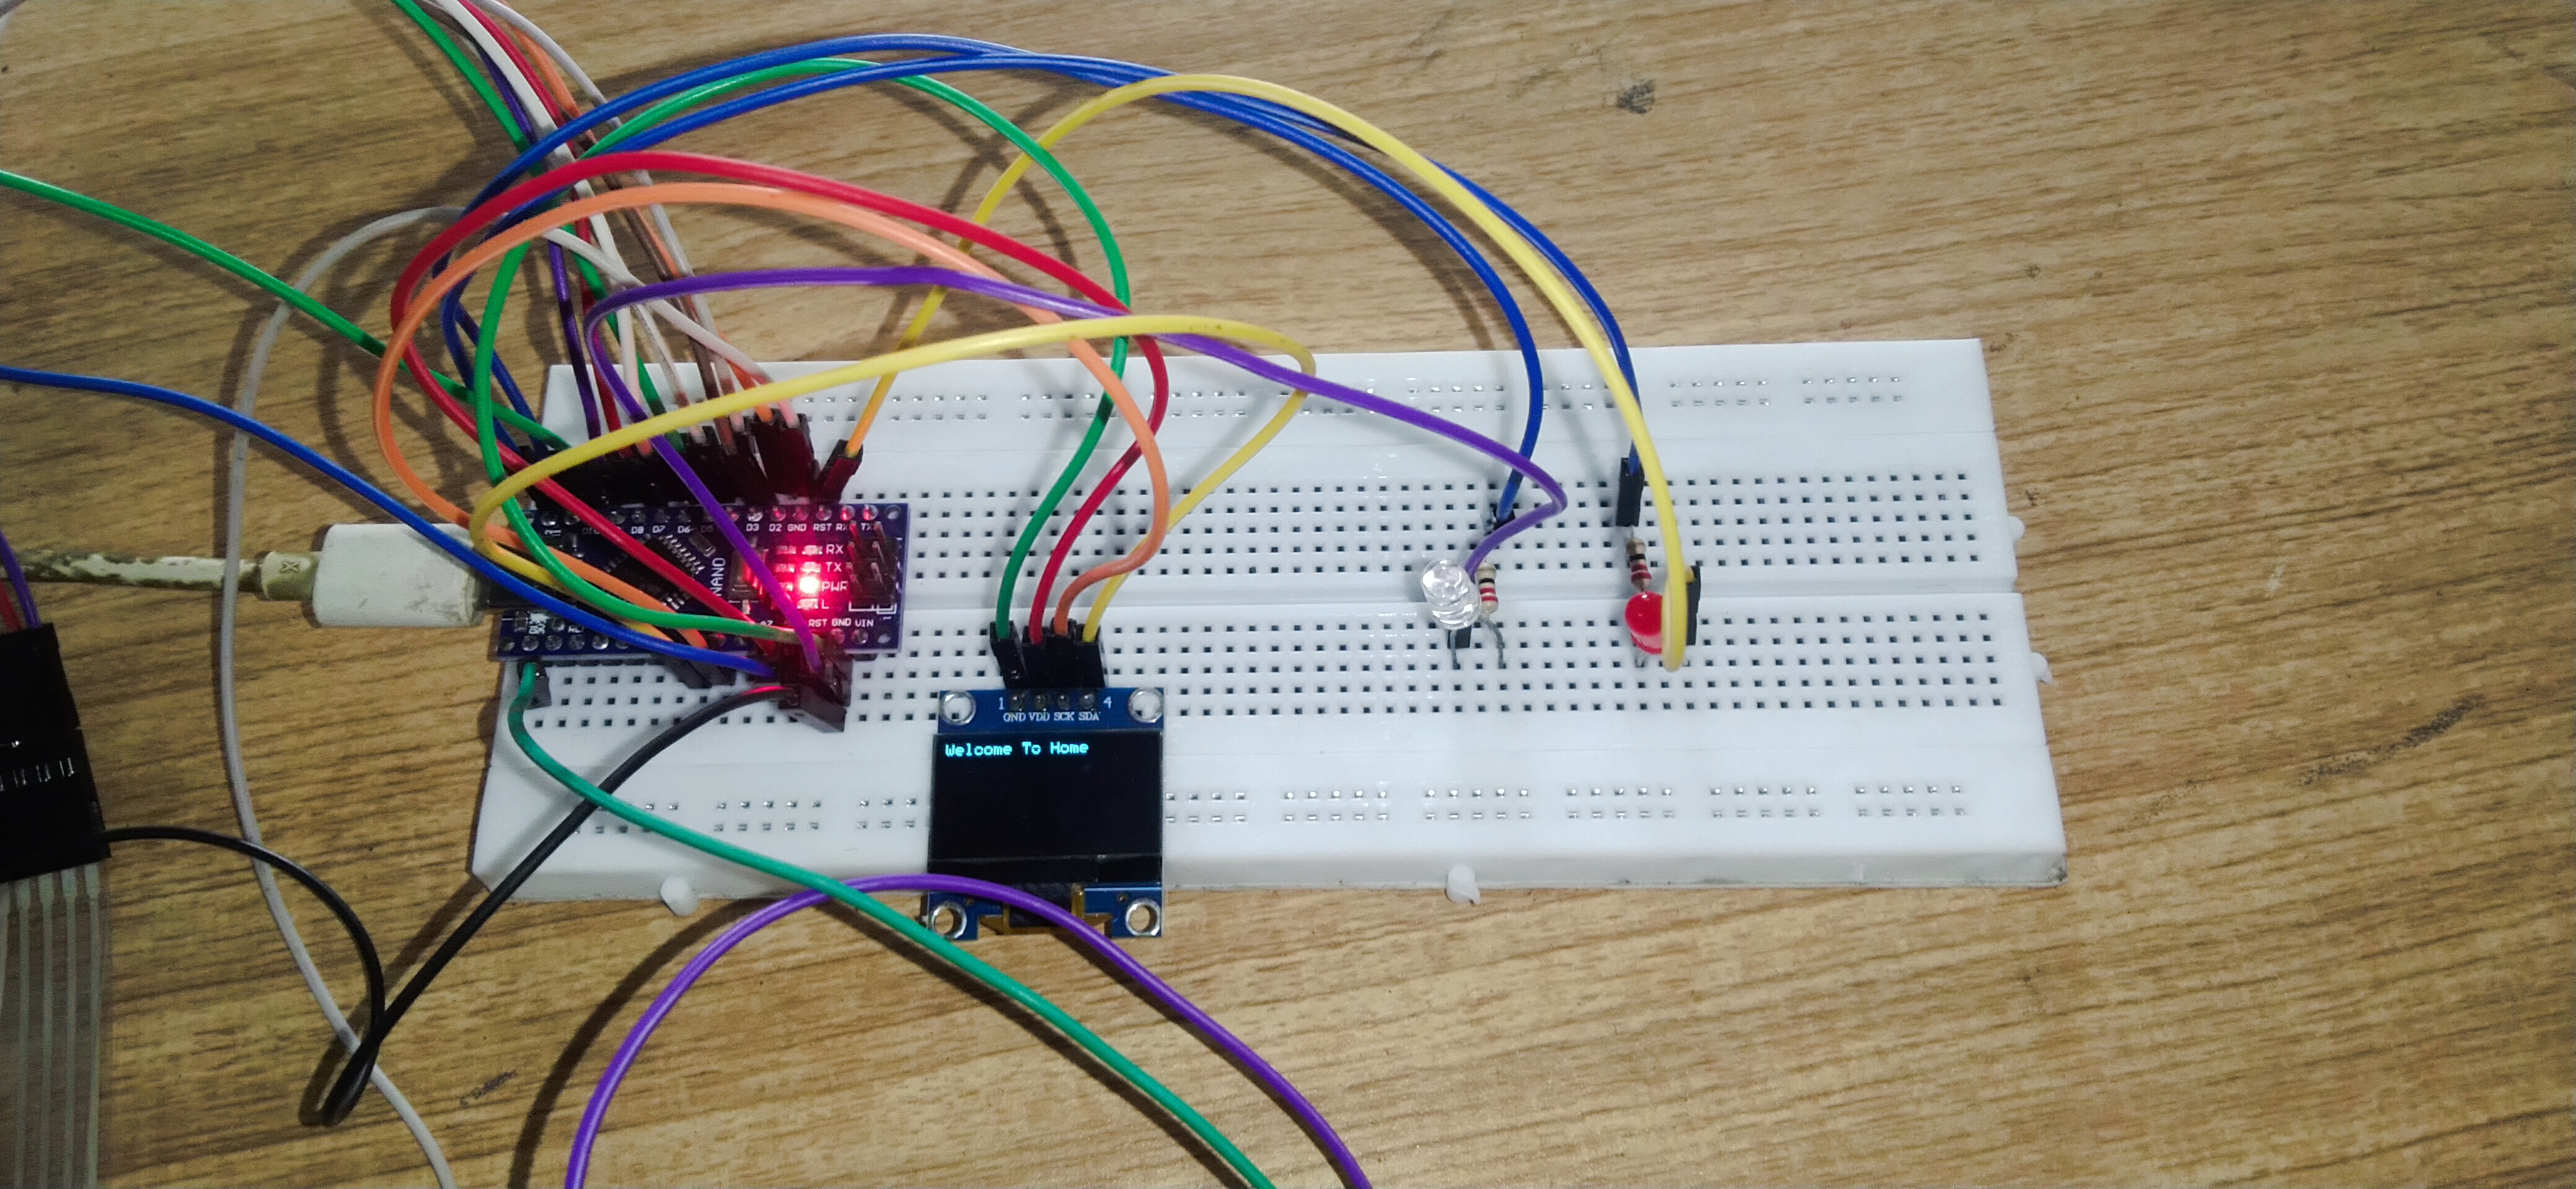 D8 D7 D6 D5 D3 D2 GND RST RX TX
RX
TX
PWR
L
NANO
RST GND VIN
1 4
GND VDD SCK SDA
Welcome To Home